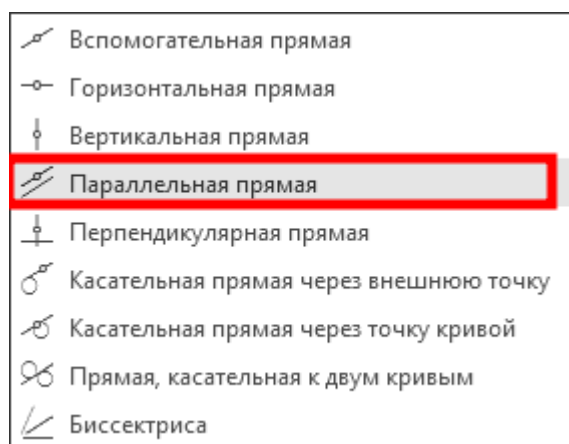 Вспомогательная прямая
Горизонтальная прямая
Вертикальная прямая
Параллельная прямая
Перпендикулярная прямая
Касательная прямая через внешнюю точку
Касательная прямая через точку кривой
Прямая, касательная к двум кривым
Биссектриса